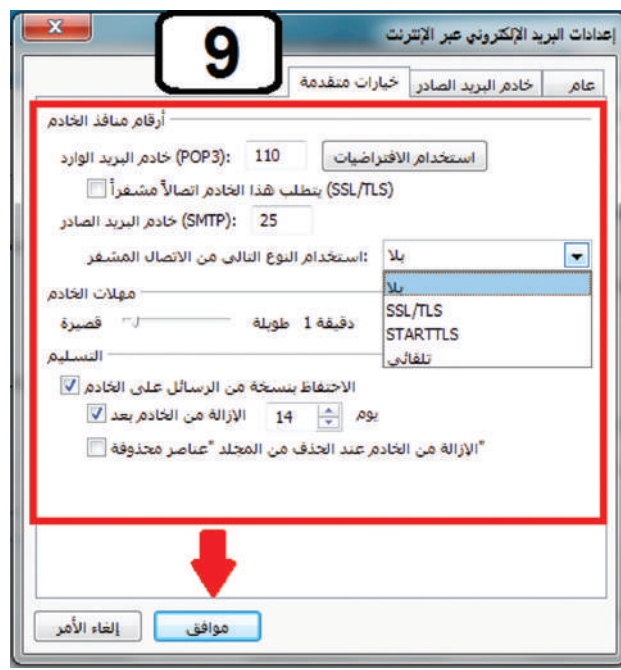 إعدادات البريد الإلكتروني عبر الإنترنت
9
عام
خادم البريد الصادر
خيارات متقدمة
أرقام منافذ الخادم
خادم البريد الوارد (POP3): 110 استخدام الافتراضيات
يتطلب هذا الخادم اتصالاً مشفراً (SSL/TLS)
خادم البريد الصادر (SMTP): 25
استخدام النوع التالي من الاتصال المشفر: بلا
بلا
SSL/TLS
STARTTLS
تلقائي
مهلات الخادم
قصيرة طويلة 1 دقيقة
التسليم
الاحتفاظ بنسخة من الرسائل على الخادم
الإزالة من الخادم بعد 14 يوم
الإزالة من الخادم عند الحذف من المجلد "عناصر محذوفة"
موافق
إلغاء الأمر